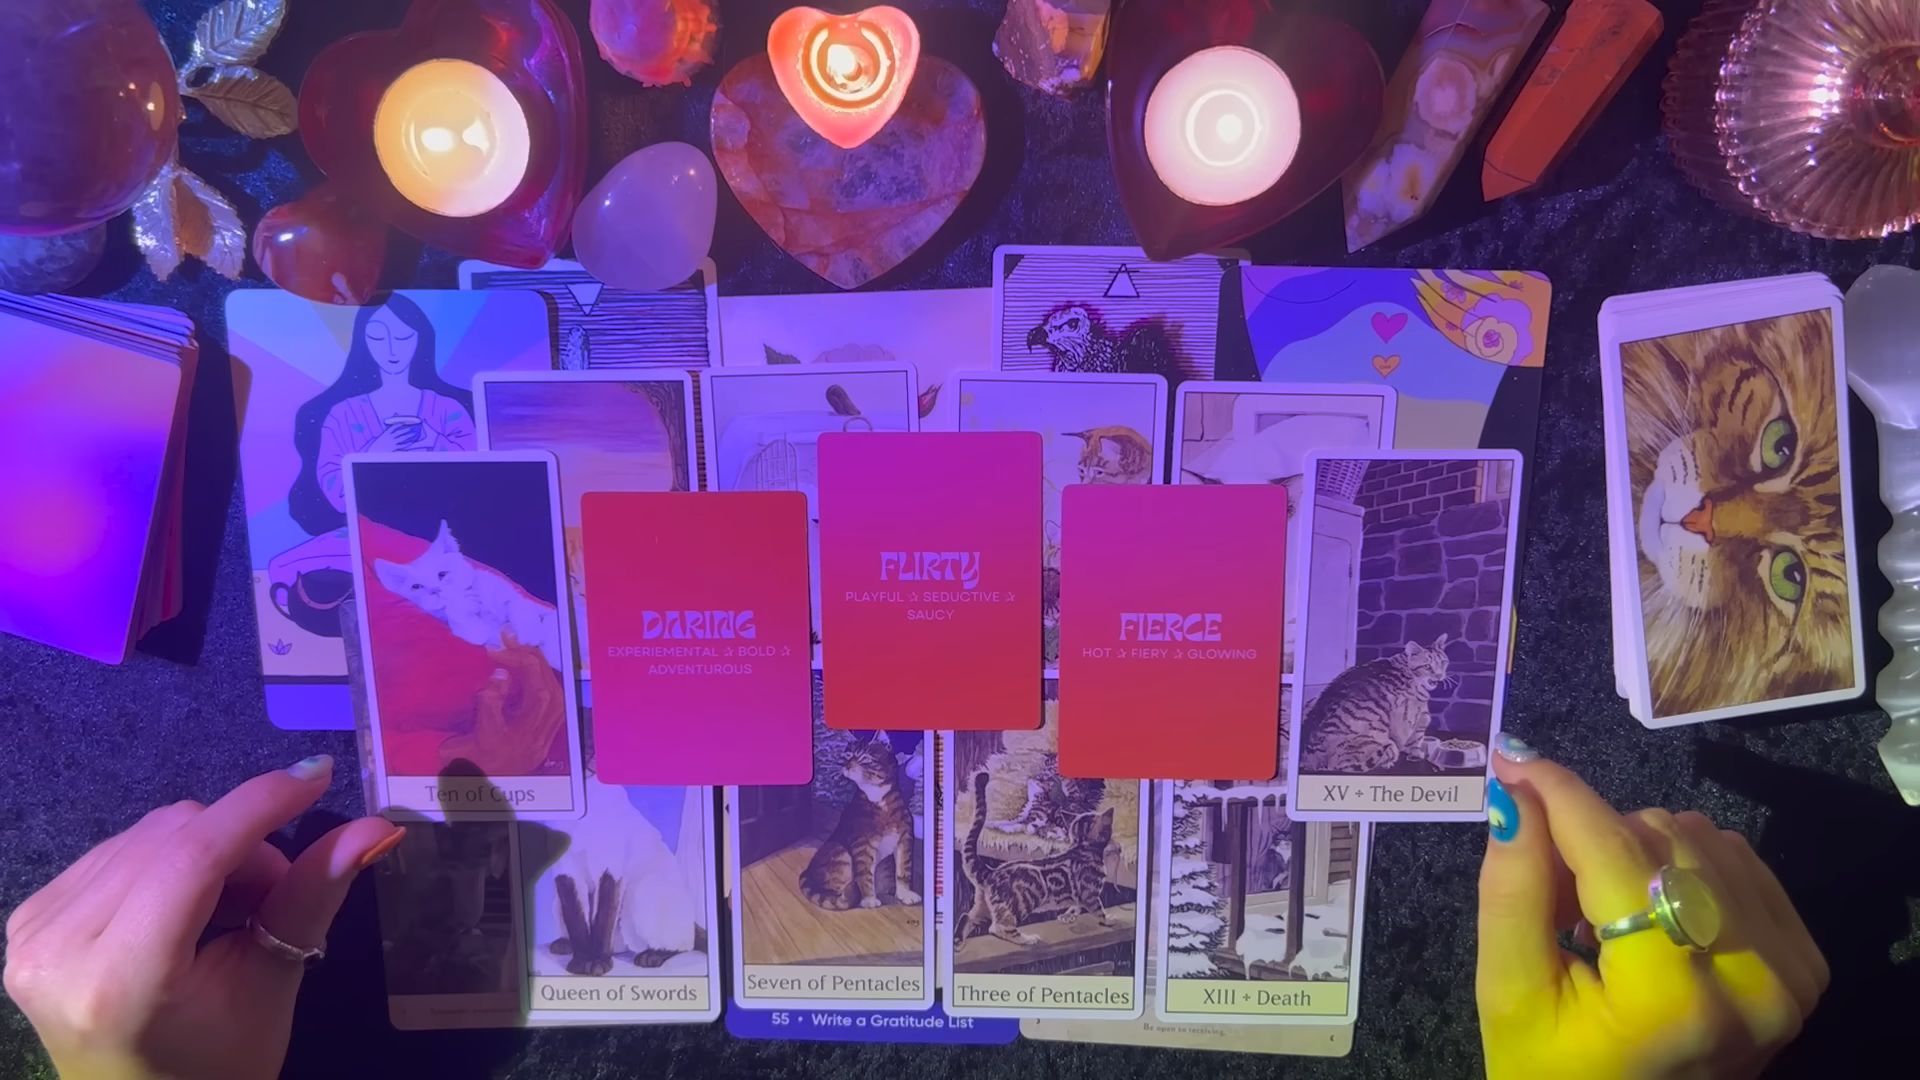 FLIRTY
PLAYFUL ✰ SEDUCTIVE ✰
SAUCY
DARING
EXPERIEMENTAL ✰ BOLD ✰
ADVENTUROUS
FIERCE
HOT ✰ FIERY ✰ GLOWING
Ten of Cups
XV + The Devil
Queen of Swords
Seven of Pentacles
Three of Pentacles
XIII + Death
55 • Write a Gratitude List
Be open to receiving.